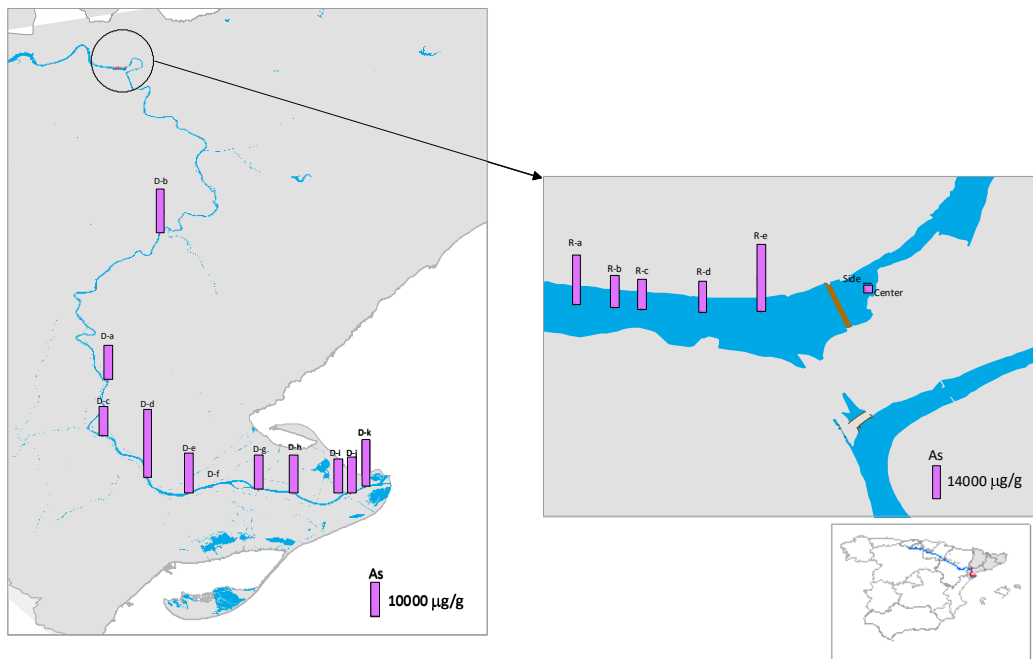 D-b
D-a
D-c
D-d
D-e
D-f
D-g
D-h
D-i
D-j
D-k
As
10000 µg/g
R-a
R-b
R-c
R-d
R-e
Side
Center
As
14000 µg/g